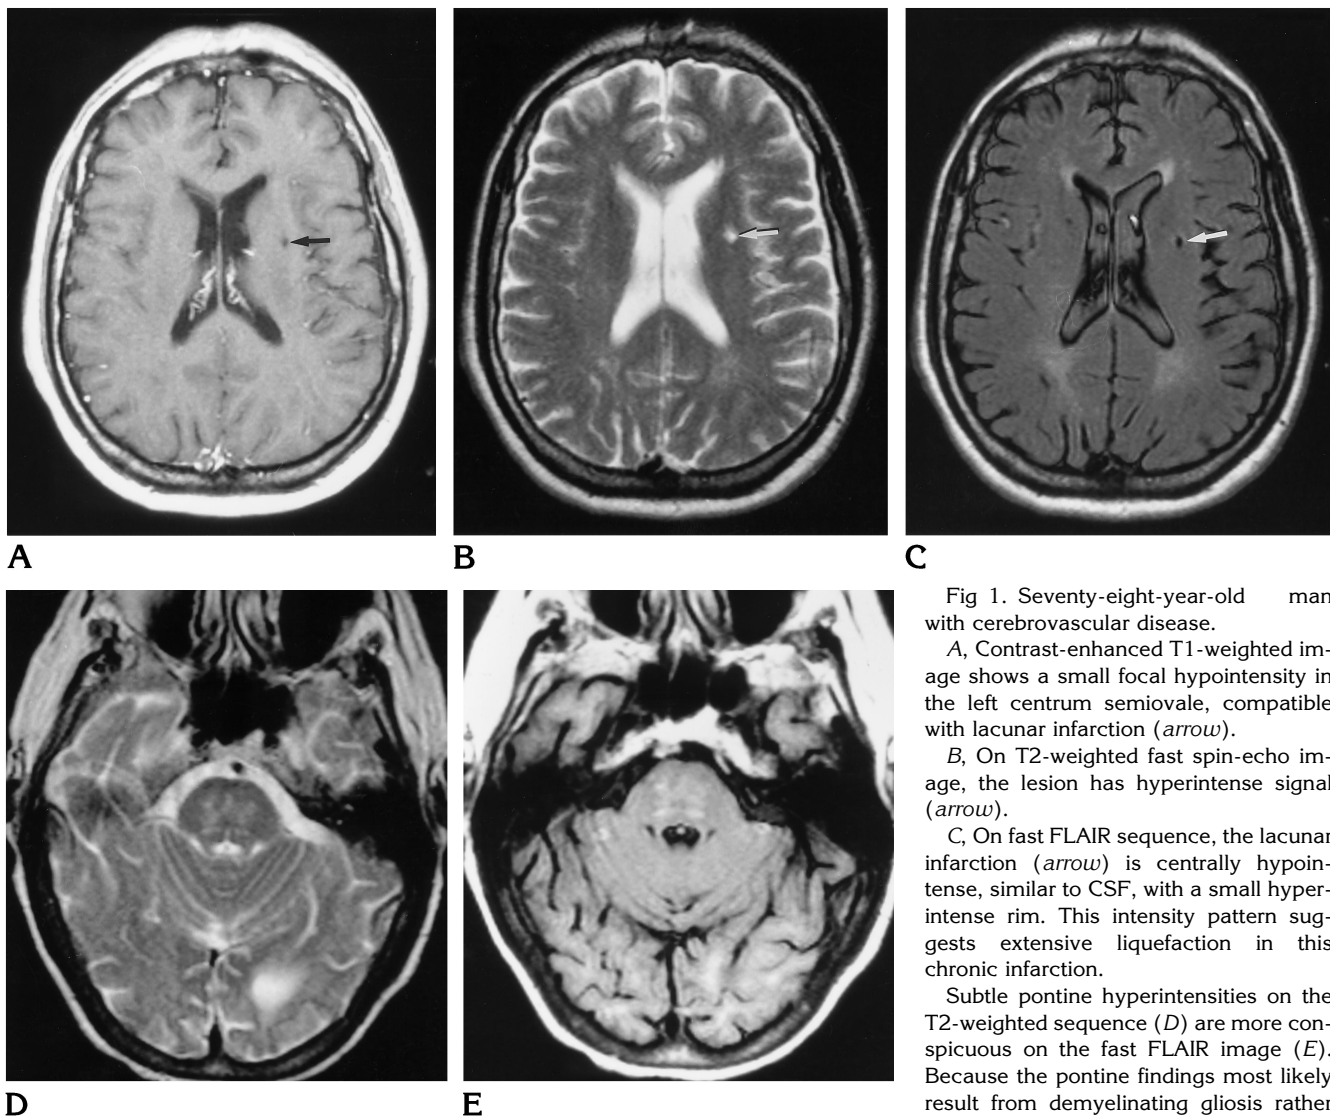 A
B
C
D
E
Fig 1. Seventy-eight-year-old man
with cerebrovascular disease.
A, Contrast-enhanced T1-weighted im-
age shows a small focal hypointensity in
the left centrum semiovale, compatible
with lacunar infarction (arrow).
B, On T2-weighted fast spin-echo im-
age, the lesion has hyperintense signal
(arrow).
C, On fast FLAIR sequence, the lacunar
infarction (arrow) is centrally hypoin-
tense, similar to CSF, with a small hyper-
intense rim. This intensity pattern sug-
gests extensive liquefaction in this
chronic infarction.
Subtle pontine hyperintensities on the
T2-weighted sequence (D) are more con-
spicuous on the fast FLAIR image (E).
Because the pontine findings most likely
result from demyelinating gliosis rather